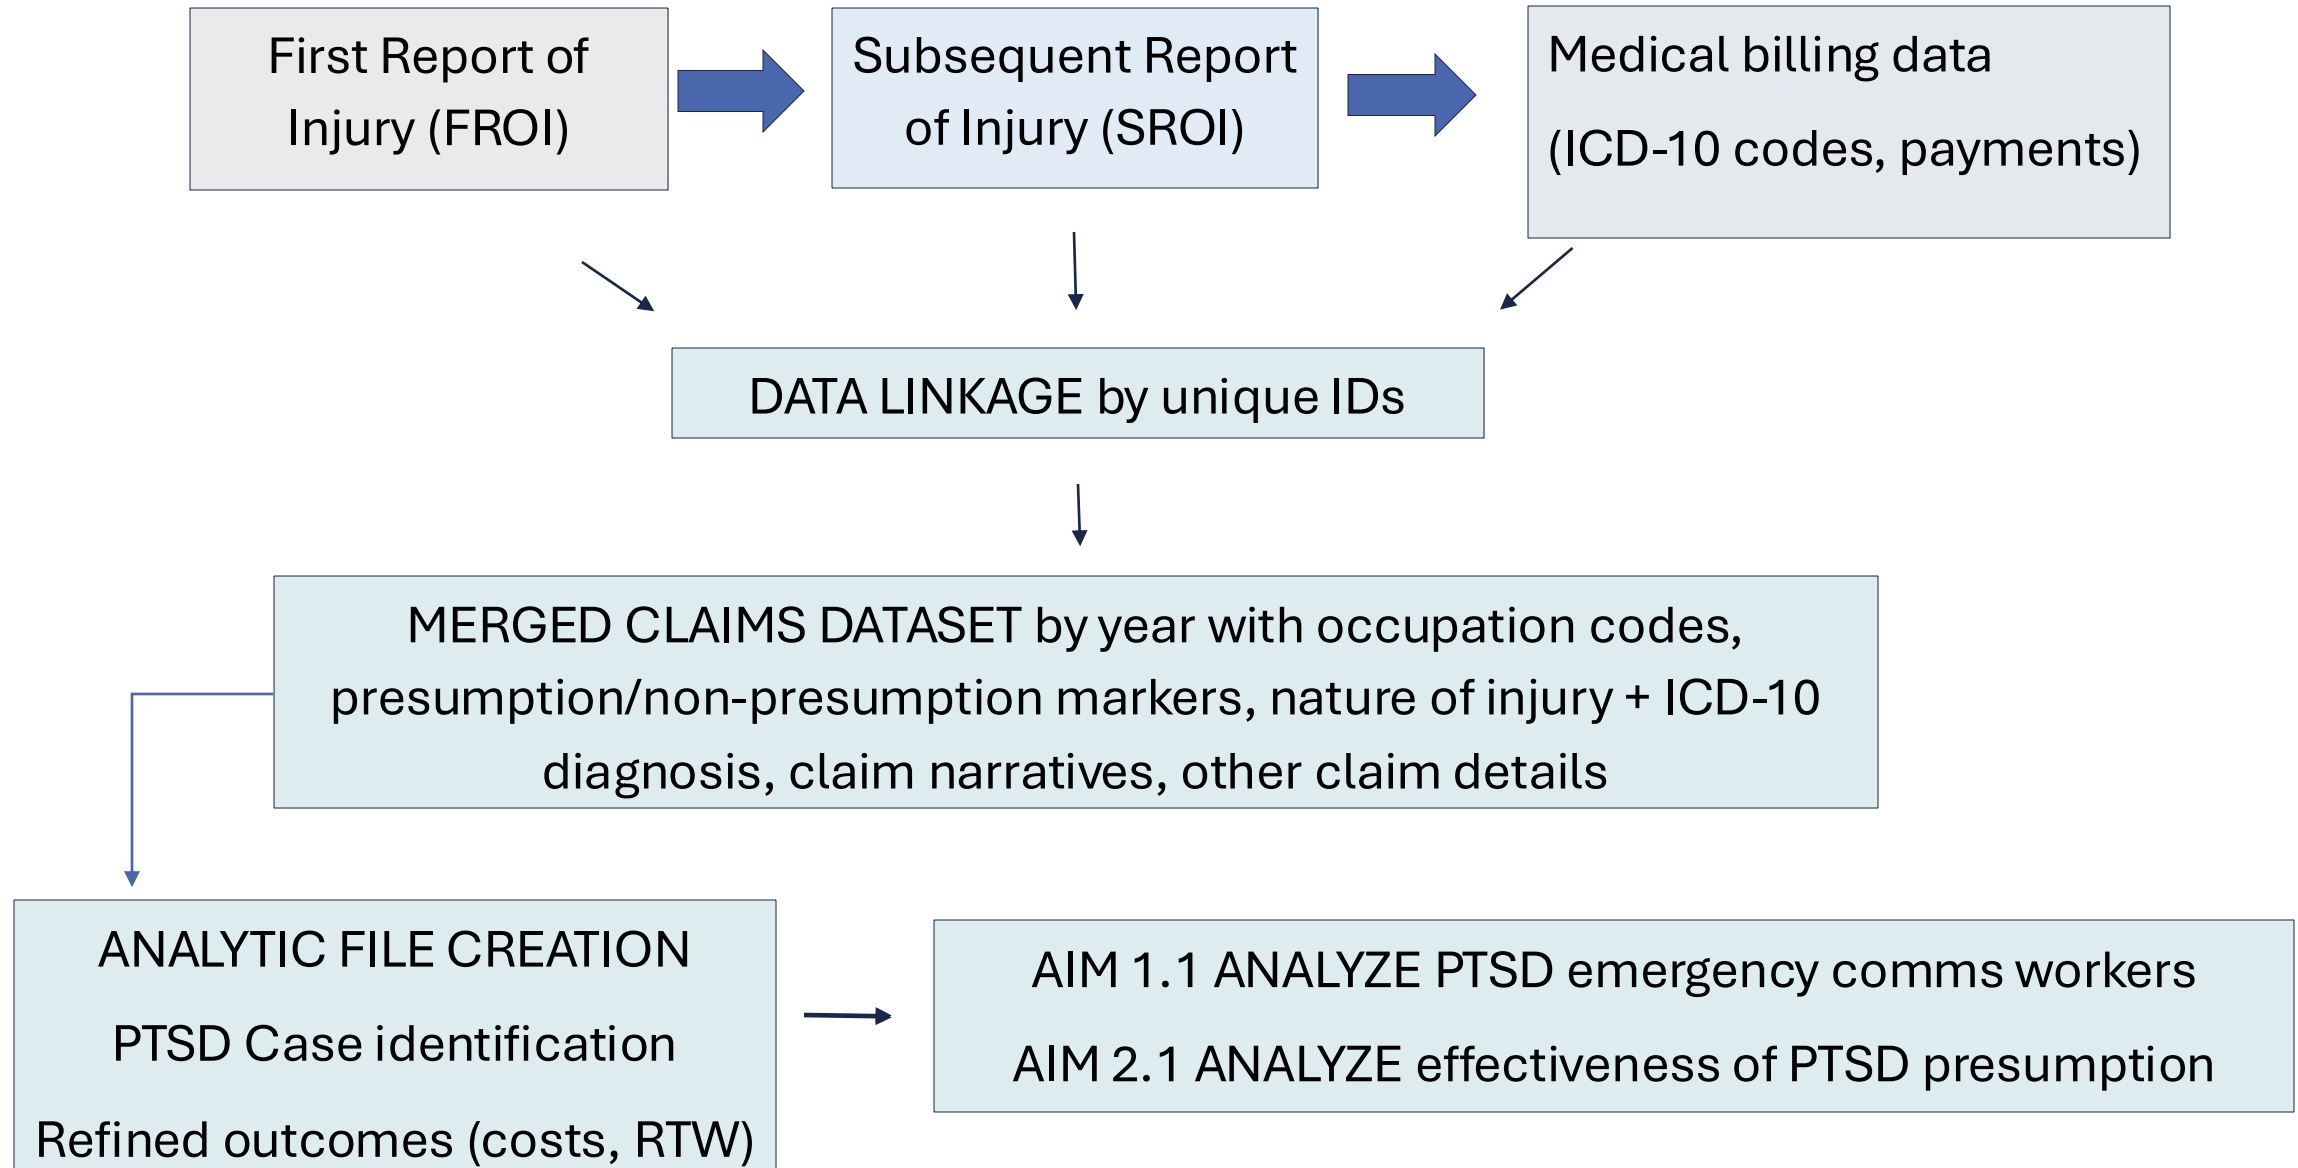 First Report of
Injury (FROI)
Subsequent Report
of Injury (SROI)
Medical billing data
(ICD-10 codes, payments)
DATA LINKAGE by unique IDs
MERGED CLAIMS DATASET by year with occupation codes,
presumption/non-presumption markers, nature of injury + ICD-10
diagnosis, claim narratives, other claim details
ANALYTIC FILE CREATION
PTSD Case identification
Refined outcomes (costs, RTW)
AIM 1.1 ANALYZE PTSD emergency comms workers
AIM 2.1 ANALYZE effectiveness of PTSD presumption